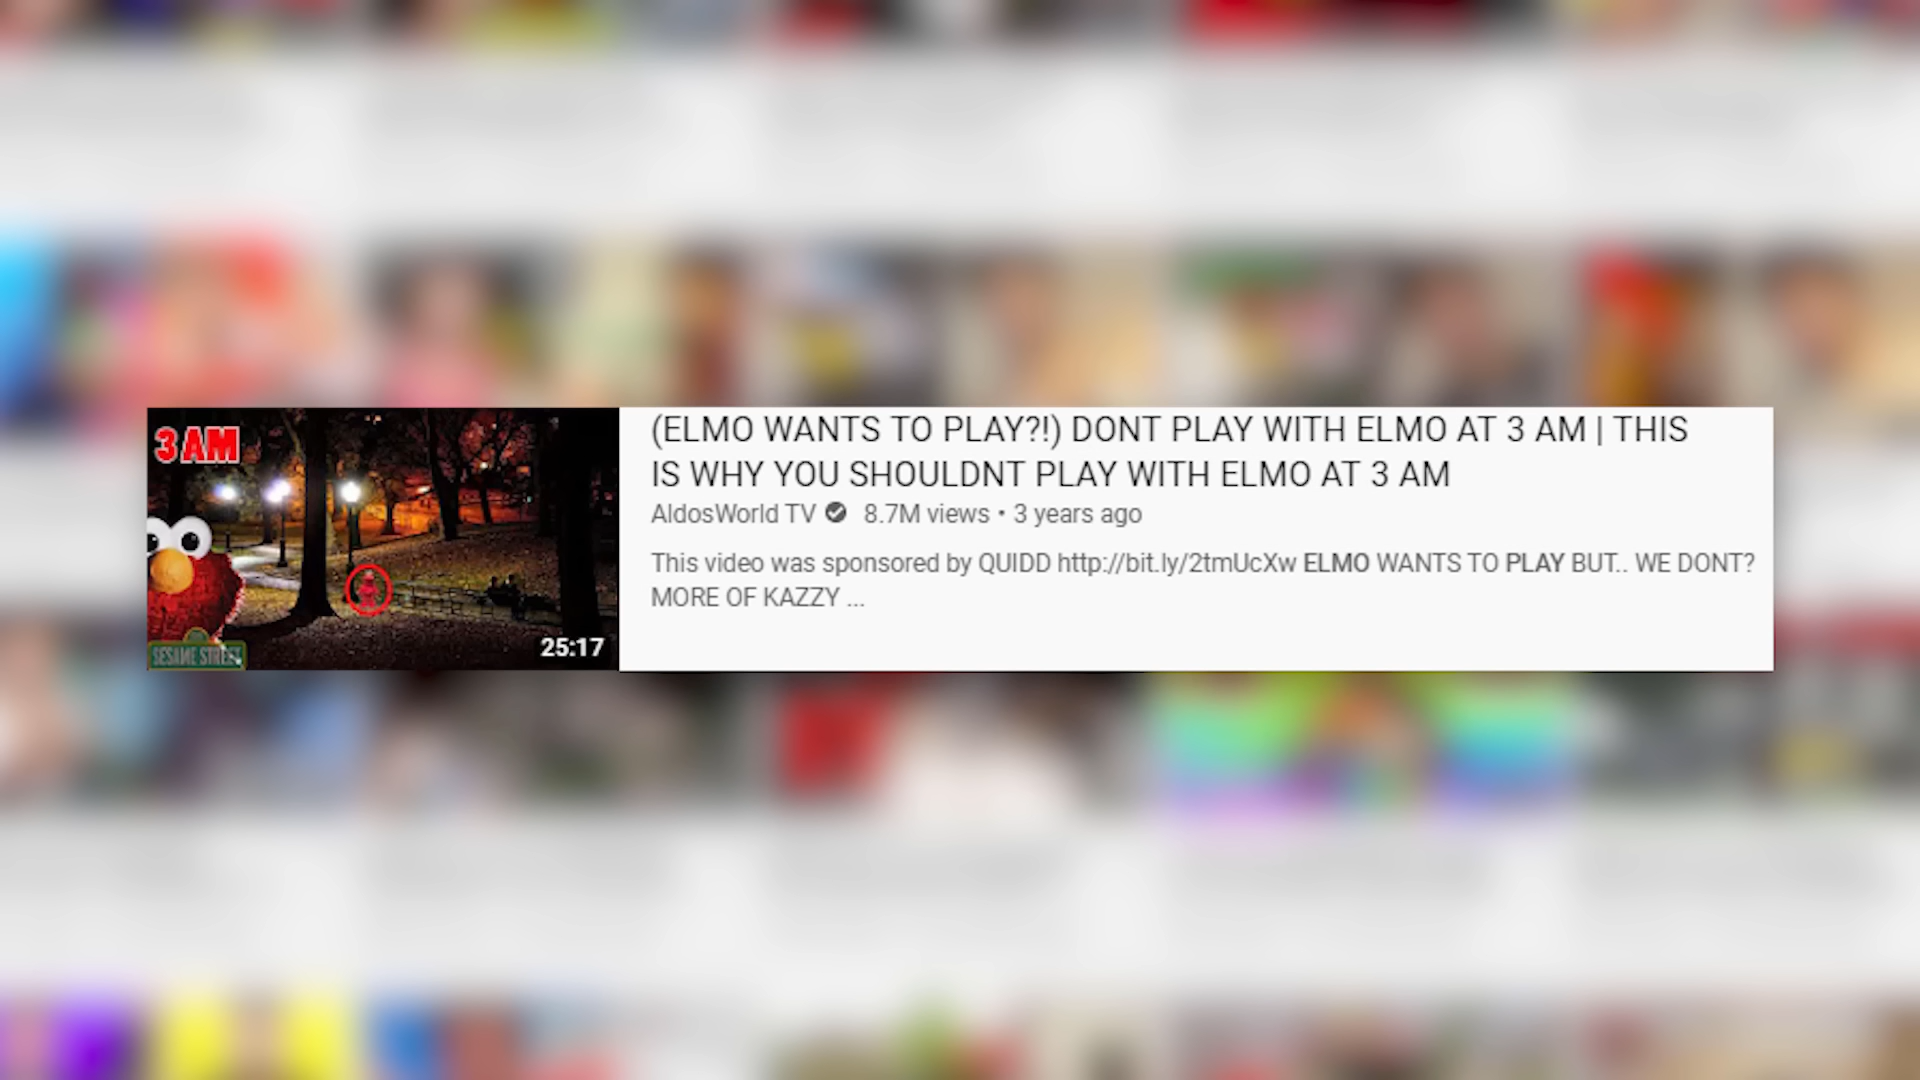 3 AM
SESAME STREET
25:17
(ELMO WANTS TO PLAY?!) DONT PLAY WITH ELMO AT 3 AM | THIS
IS WHY YOU SHOULDNT PLAY WITH ELMO AT 3 AM
AldosWorld TV 8.7M views • 3 years ago
This video was sponsored by QUIDD http://bit.ly/2tmUcXw ELMO WANTS TO PLAY BUT.. WE DONT?
MORE OF KAZZY ...